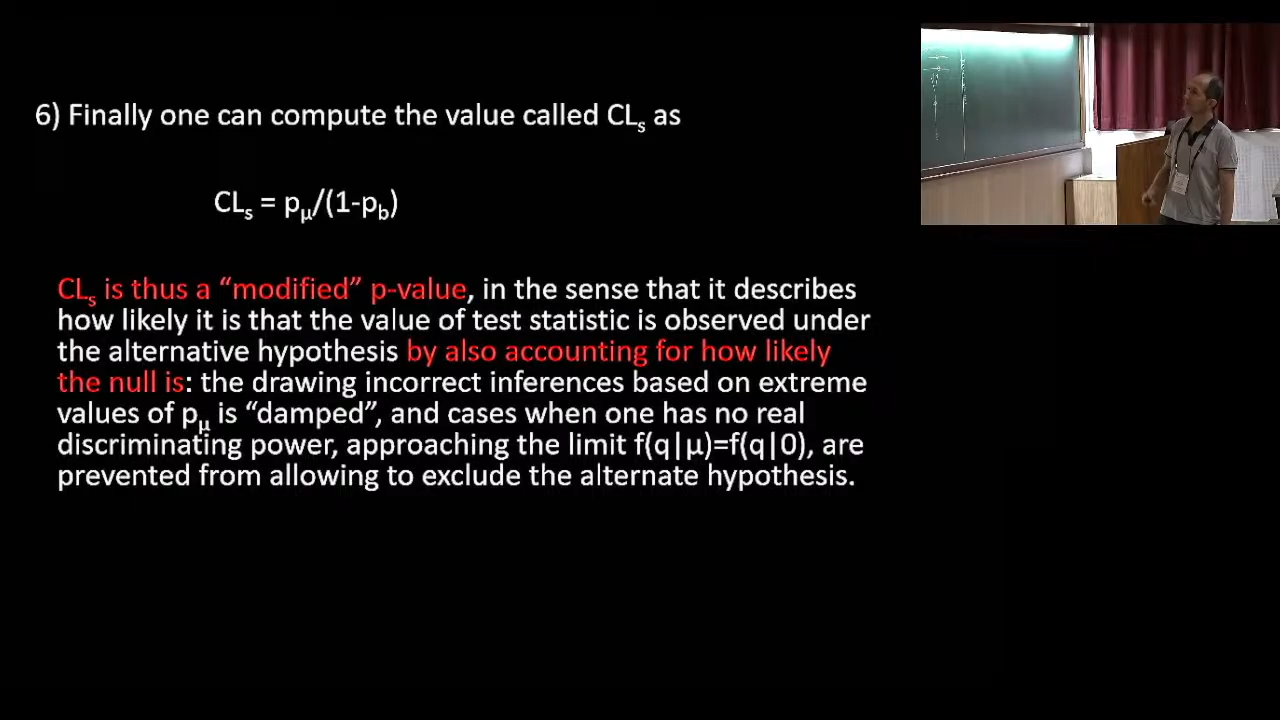 6) Finally one can compute the value called CLₛ as
CLₛ = pμ/(1-p_b)
CLₛ is thus a “modified” p-value, in the sense that it describes
how likely it is that the value of test statistic is observed under
the alternative hypothesis by also accounting for how likely
the null is: the drawing incorrect inferences based on extreme
values of pμ is “damped”, and cases when one has no real
discriminating power, approaching the limit f(q|μ)=f(q|0), are
prevented from allowing to exclude the alternate hypothesis.